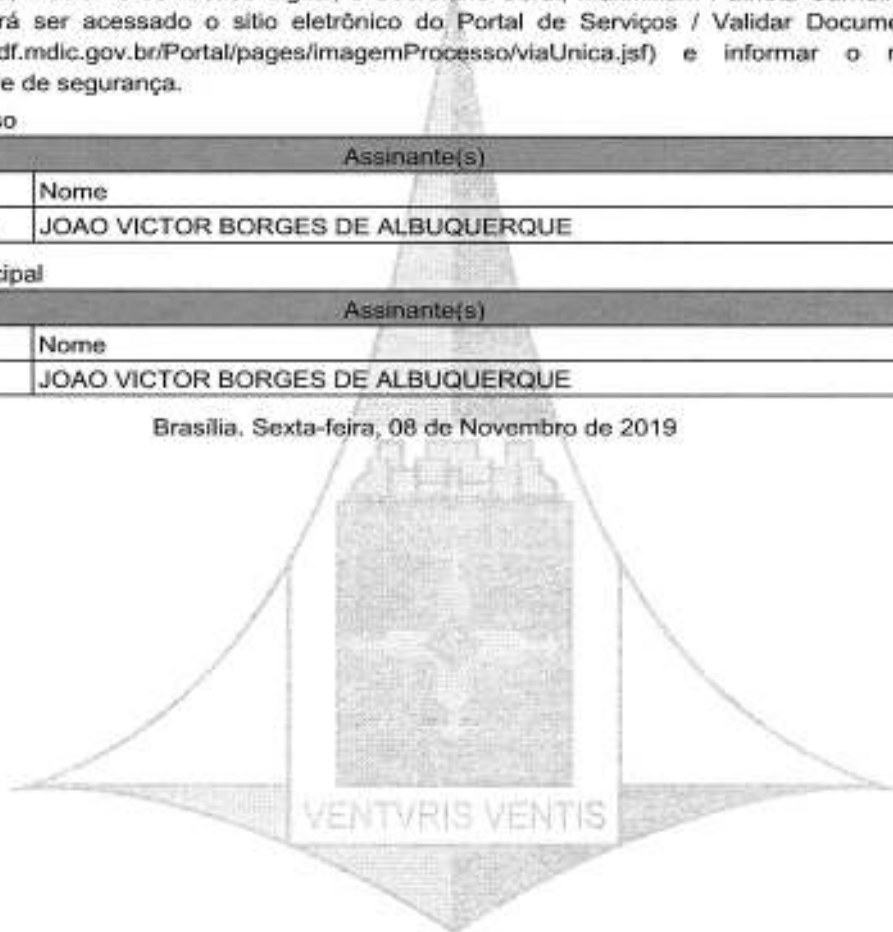 rá ser acessado o sitio eletrônico do Portal de Serviços / Validar Docume
df.mdic.gov.br/Portal/pages/imagemProcesso/viaUnica.jsf) e informar o n
e de segurança.
so
Assinante(s)
Nome
JOAO VICTOR BORGES DE ALBUQUERQUE
cipal
Assinante(s)
Nome
JOAO VICTOR BORGES DE ALBUQUERQUE
Brasília. Sexta-feira, 08 de Novembro de 2019
VENTVRIS VENTIS